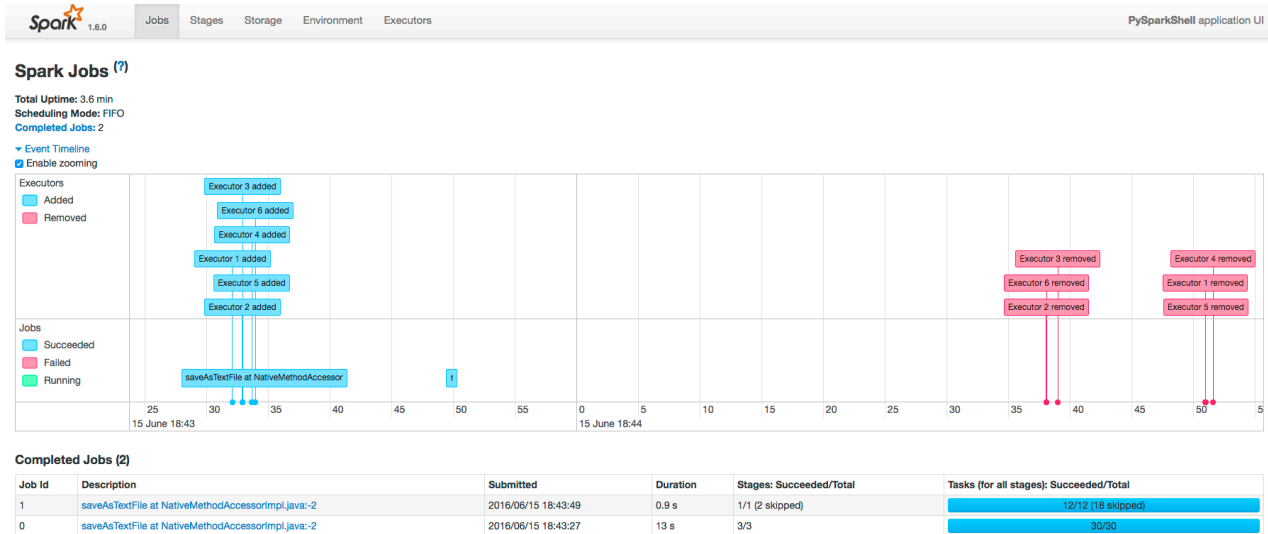 Spark 1.6.0 Jobs Stages Storage Environment Executors PySparkShell application UI
Spark Jobs (?)
Total Uptime: 3.6 min
Scheduling Mode: FIFO
Completed Jobs: 2
Event Timeline
Enable zooming
Executors
Added
Removed
Executor 3 added
Executor 6 added
Executor 4 added
Executor 1 added
Executor 5 added
Executor 2 added
Executor 3 removed
Executor 4 removed
Executor 6 removed
Executor 1 removed
Executor 2 removed
Executor 5 removed
Jobs
Succeeded
Failed
Running
saveAsTextFile at NativeMethodAccessor
s
25 30 35 40 45 50 55 0 5 10 15 20 25 30 35 40 45 50 5
15 June 18:43 15 June 18:44
Completed Jobs (2)
Job Id Description Submitted Duration Stages: Succeeded/Total Tasks (for all stages): Succeeded/Total
1 saveAsTextFile at NativeMethodAccessorImpl.java:-2 2016/06/15 18:43:49 0.9 s 1/1 (2 skipped) 12/12 (18 skipped)
0 saveAsTextFile at NativeMethodAccessorImpl.java:-2 2016/06/15 18:43:27 13 s 3/3 30/30